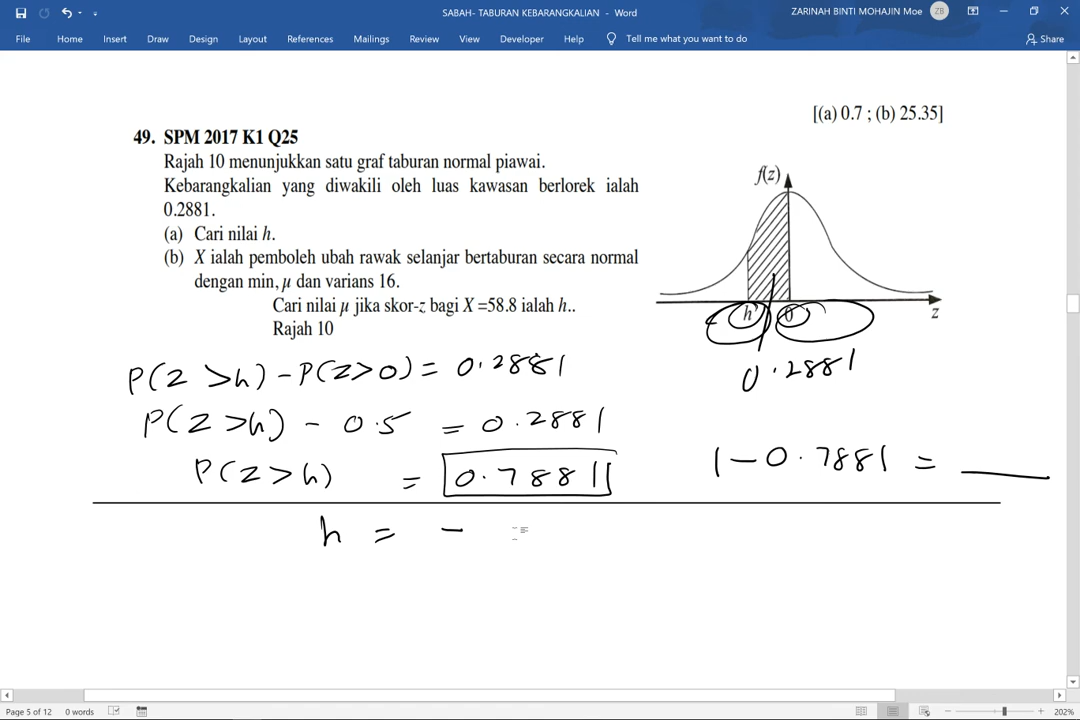 SABAH- TABURAN KEBARANGKALIAN - Word
ZARINAH BINTI MOHAJIN Moe ZB
File Home Insert Draw Design Layout References Mailings Review View Developer Help Tell me what you want to do Share
[(a) 0.7 ; (b) 25.35]
49. SPM 2017 K1 Q25
Rajah 10 menunjukkan satu graf taburan normal piawai.
Kebarangkalian yang diwakili oleh luas kawasan berlorek ialah
0.2881.
(a) Cari nilai h.
(b) X ialah pemboleh ubah rawak selanjar bertaburan secara normal
dengan min, μ dan varians 16.
Cari nilai μ jika skor-z bagi X =58.8 ialah h..
Rajah 10
f(z)
h 0 z
0.2881
P(Z >h) - P(Z>0) = 0.2881
P(Z >h) - 0.5 = 0.2881
P(Z>h) = 0.7881
1 - 0.7881 = __
h = -
Page 5 of 12 0 words 202%